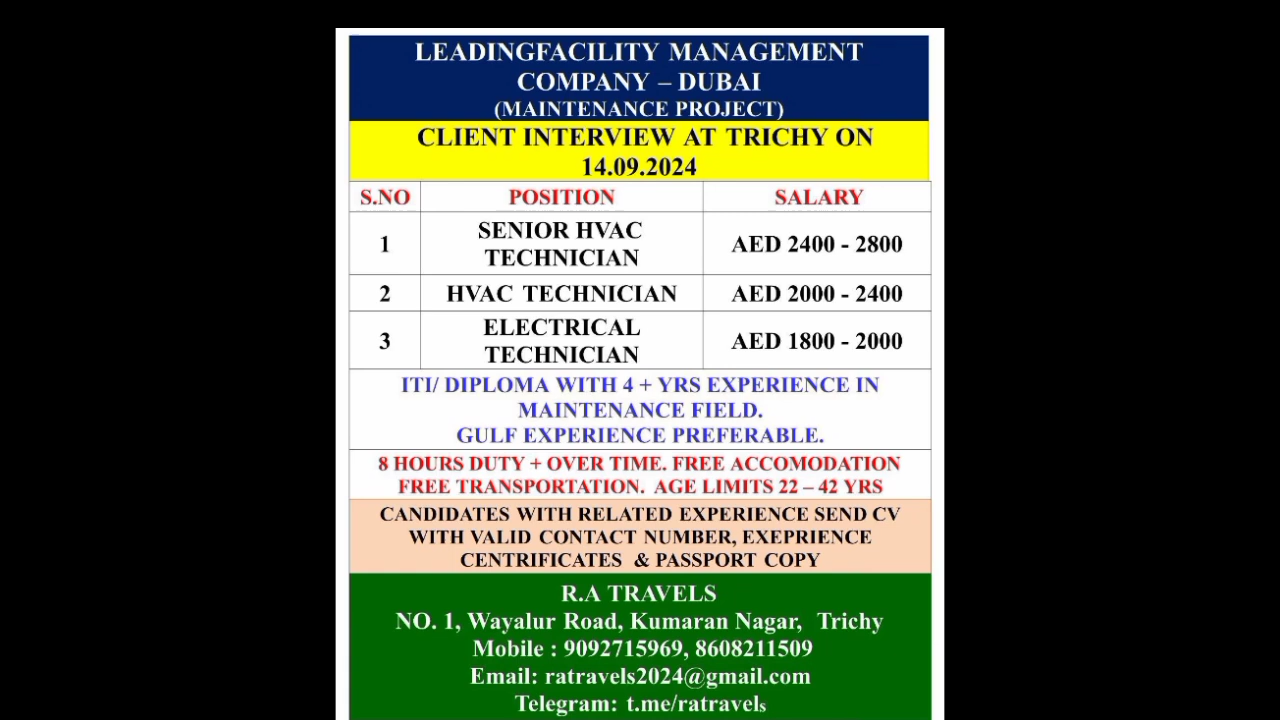 LEADINGFACILITY MANAGEMENT
COMPANY – DUBAI
(MAINTENANCE PROJECT)
CLIENT INTERVIEW AT TRICHY ON
14.09.2024
S.NO POSITION SALARY
1 SENIOR HVAC TECHNICIAN AED 2400 - 2800
2 HVAC TECHNICIAN AED 2000 - 2400
3 ELECTRICAL TECHNICIAN AED 1800 - 2000
ITI/ DIPLOMA WITH 4 + YRS EXPERIENCE IN
MAINTENANCE FIELD.
GULF EXPERIENCE PREFERABLE.
8 HOURS DUTY + OVER TIME. FREE ACCOMODATION
FREE TRANSPORTATION. AGE LIMITS 22 – 42 YRS
CANDIDATES WITH RELATED EXPERIENCE SEND CV
WITH VALID CONTACT NUMBER, EXEPRIENCE
CENTRIFICATES & PASSPORT COPY
R.A TRAVELS
NO. 1, Wayalur Road, Kumaran Nagar, Trichy
Mobile : 9092715969, 8608211509
Email: ratravels2024@gmail.com
Telegram: t.me/ratravels